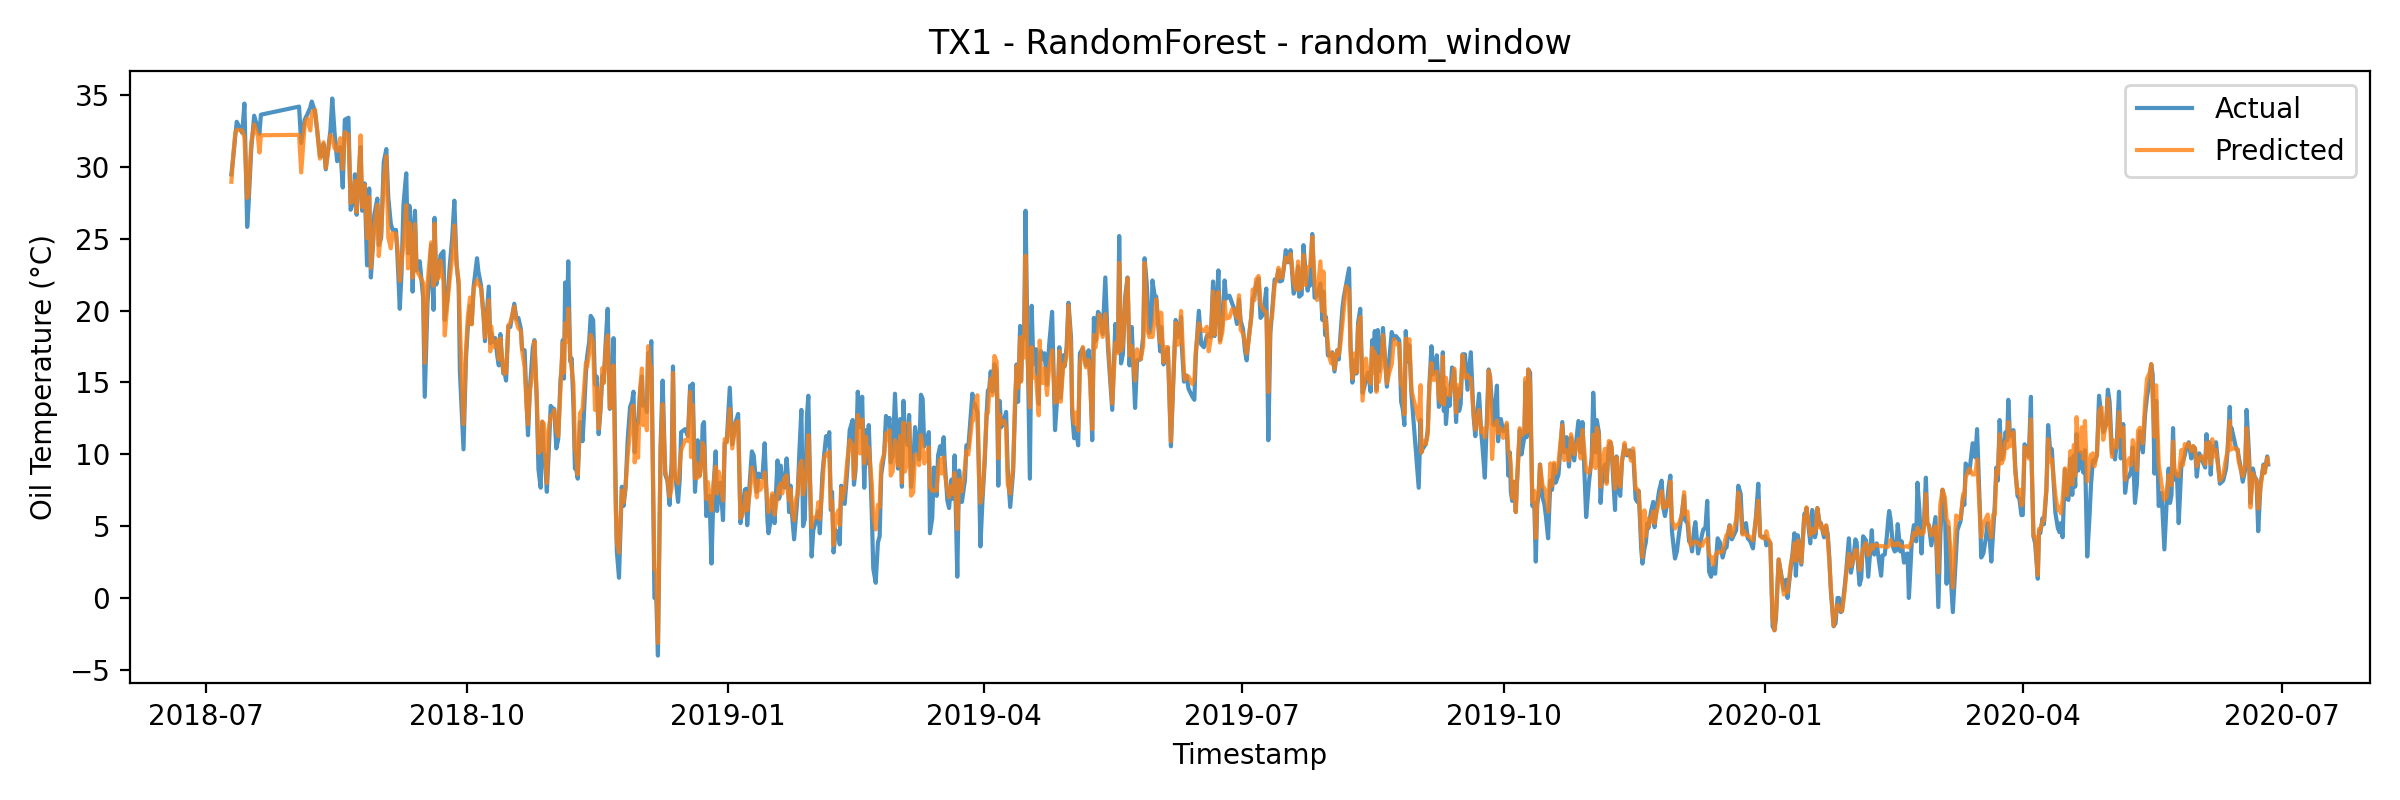 TX1 - RandomForest - random_window
Actual
Predicted
Oil Temperature (°C)
35
30
25
20
15
10
5
0
−5
2018-07 2018-10 2019-01 2019-04 2019-07 2019-10 2020-01 2020-04 2020-07
Timestamp